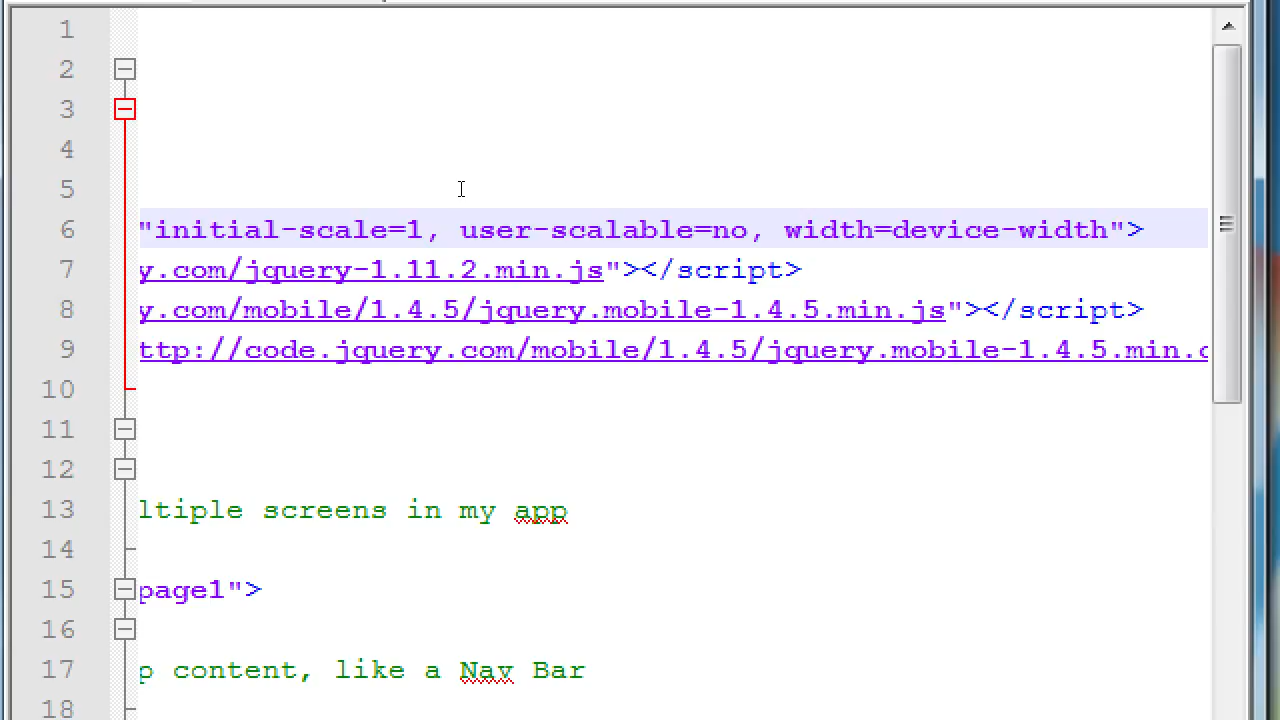 1
2
3
4
5
6 "initial-scale=1, user-scalable=no, width=device-width">
7 y.com/jquery-1.11.2.min.js"></script>
8 y.com/mobile/1.4.5/jquery.mobile-1.4.5.min.js"></script>
9 ttp://code.jquery.com/mobile/1.4.5/jquery.mobile-1.4.5.min.c
10
11
12
13 ltiple screens in my app
14
15 page1">
16
17 p content, like a Nav Bar
18